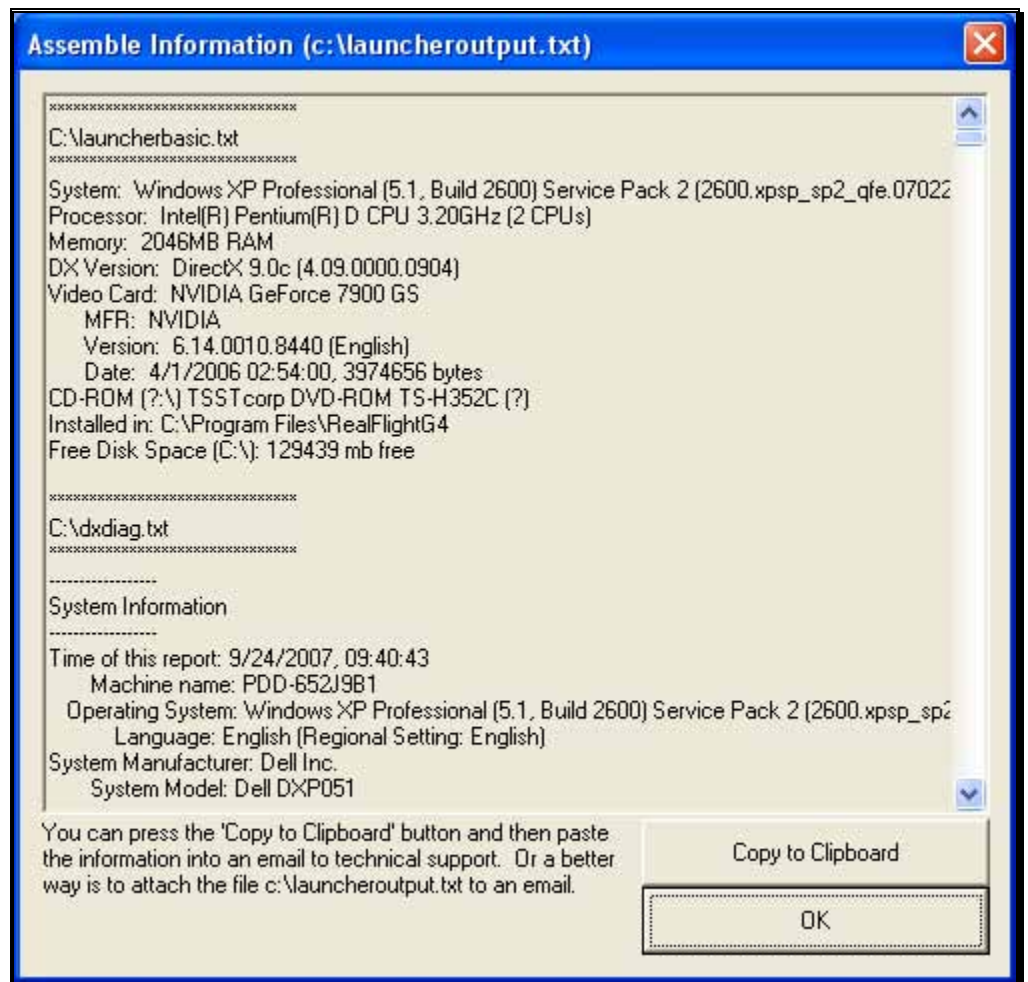 Assemble Information (c:\launcheroutput.txt)
*******************************
C:\launcherbasic.txt
*******************************
System:  Windows XP Professional (5.1, Build 2600) Service Pack 2 (2600.xpsp_sp2_qfe.07022
Processor:  Intel(R) Pentium(R) D CPU 3.20GHz (2 CPUs)
Memory:  2046MB RAM
DX Version:  DirectX 9.0c (4.09.0000.0904)
Video Card:  NVIDIA GeForce 7900 GS
MFR:  NVIDIA
Version:  6.14.0010.8440 (English)
Date:  4/1/2006 02:54:00, 3974656 bytes
CD-ROM (?:\) TSSTcorp DVD-ROM TS-H352C (?)
Installed in: C:\Program Files\RealFlightG4
Free Disk Space (C:\): 129439 mb free
*******************************
C:\dxdiag.txt
*******************************
------------------
System Information
------------------
Time of this report: 9/24/2007, 09:40:43
Machine name: PDD-652J9B1
Operating System: Windows XP Professional (5.1, Build 2600) Service Pack 2 (2600.xpsp_sp2
Language: English (Regional Setting: English)
System Manufacturer: Dell Inc.
System Model: Dell DXP051
You can press the 'Copy to Clipboard' button and then paste
the information into an email to technical support.  Or a better
way is to attach the file c:\launcheroutput.txt to an email.
Copy to Clipboard
OK